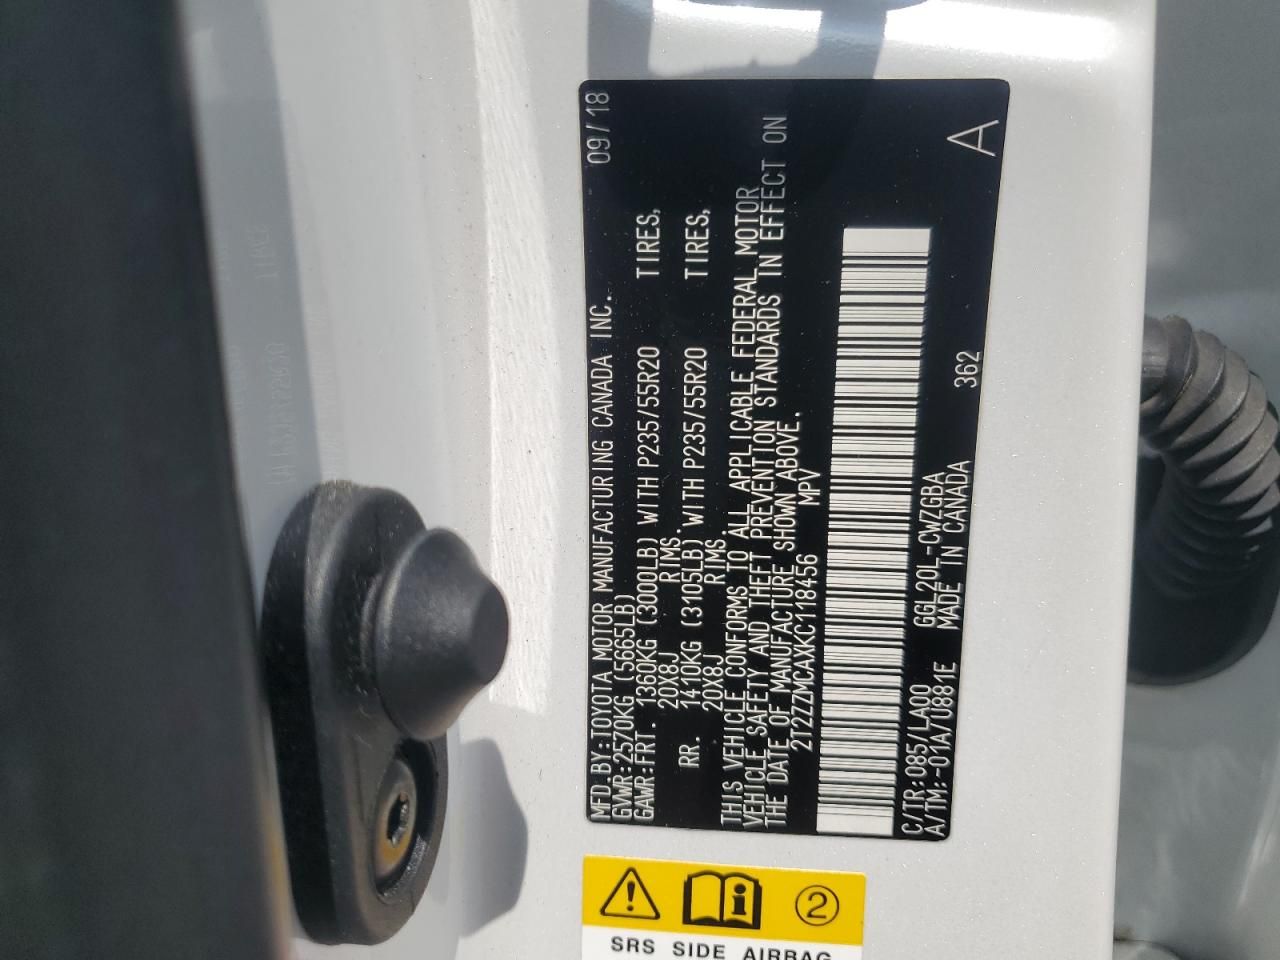 MFD.BY:TOYOTA MOTOR MANUFACTURING CANADA INC. 09/18
GVWR:2570KG (5665LB)
GAWR:FRT. 1360KG (3000LB) WITH P235/55R20 TIRES,
20X8J RIMS.
RR. 1410KG (3105LB) WITH P235/55R20 TIRES,
20X8J RIMS.
THIS VEHICLE CONFORMS TO ALL APPLICABLE FEDERAL MOTOR
VEHICLE SAFETY AND THEFT PREVENTION STANDARDS IN EFFECT ON
THE DATE OF MANUFACTURE SHOWN ABOVE.
2T2ZZMCAXKC118456 MPV
C/TR:085/LA00 GGL20L-CWZGBA 362 A
A/TM:-01A/0881E MADE IN CANADA
2
SRS SIDE AIRBAG